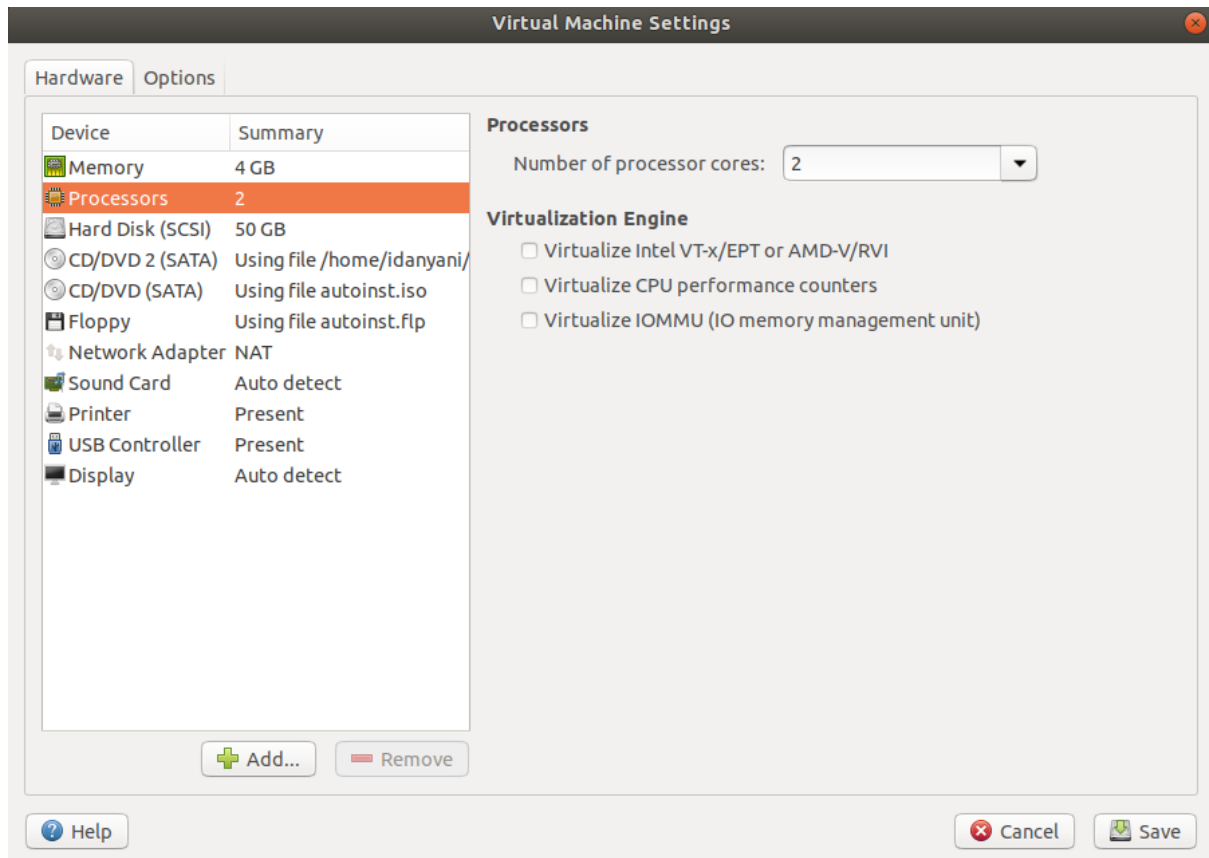 Virtual Machine Settings
Hardware Options
Device Summary
Memory 4 GB
Processors 2
Hard Disk (SCSI) 50 GB
CD/DVD 2 (SATA) Using file /home/idanyani/
CD/DVD (SATA) Using file autoinst.iso
Floppy Using file autoinst.flp
Network Adapter NAT
Sound Card Auto detect
Printer Present
USB Controller Present
Display Auto detect
Add... Remove
Processors
Number of processor cores: 2
Virtualization Engine
Virtualize Intel VT-x/EPT or AMD-V/RVI
Virtualize CPU performance counters
Virtualize IOMMU (IO memory management unit)
Help Cancel Save